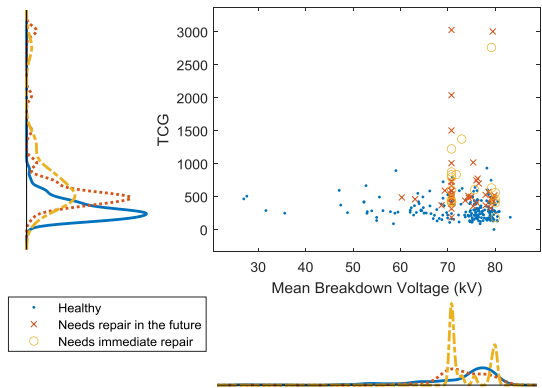 3000
2500
2000
1500
1000
500
0
TCG
30 40 50 60 70 80
Mean Breakdown Voltage (kV)
Healthy
Needs repair in the future
Needs immediate repair